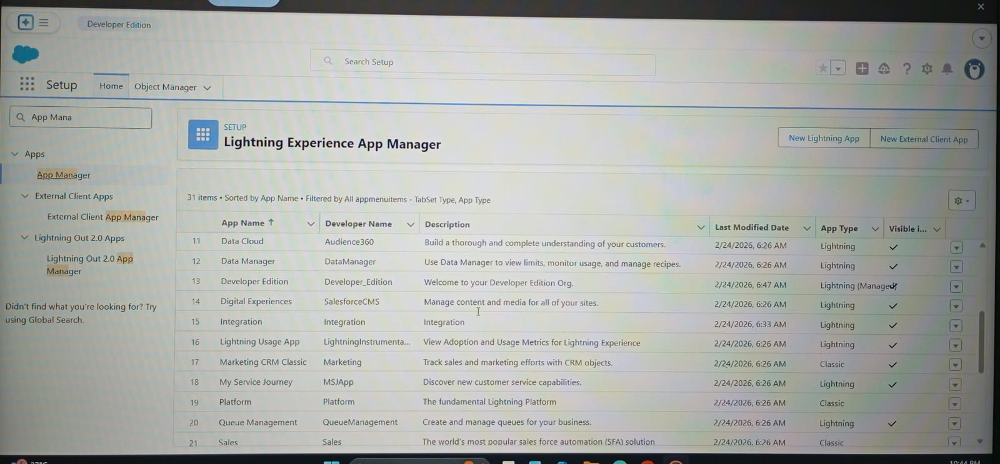 Developer Edition
Search Setup
Setup Home Object Manager
App Mana
Apps
App Manager
External Client Apps
External Client App Manager
Lightning Out 2.0 Apps
Lightning Out 2.0 App
Manager
Didn't find what you're looking for? Try
using Global Search.
SETUP
Lightning Experience App Manager
New Lightning App New External Client App
31 items • Sorted by App Name • Filtered by All appmenuitems - TabSet Type, App Type
App Name ↑ Developer Name Description Last Modified Date App Type Visible i...
11 Data Cloud Audience360 Build a thorough and complete understanding of your customers. 2/24/2026, 6:26 AM Lightning
12 Data Manager DataManager Use Data Manager to view limits, monitor usage, and manage recipes. 2/24/2026, 6:26 AM Lightning
13 Developer Edition Developer_Edition Welcome to your Developer Edition Org. 2/24/2026, 6:47 AM Lightning (Managed)
14 Digital Experiences SalesforceCMS Manage content and media for all of your sites. 2/24/2026, 6:26 AM Lightning
15 Integration Integration Integration 2/24/2026, 6:33 AM Lightning
16 Lightning Usage App LightningInstrumenta... View Adoption and Usage Metrics for Lightning Experience 2/24/2026, 6:26 AM Lightning
17 Marketing CRM Classic Marketing Track sales and marketing efforts with CRM objects. 2/24/2026, 6:26 AM Classic
18 My Service Journey MSJApp Discover new customer service capabilities. 2/24/2026, 6:26 AM Lightning
19 Platform Platform The fundamental Lightning Platform 2/24/2026, 6:26 AM Classic
20 Queue Management QueueManagement Create and manage queues for your business. 2/24/2026, 6:26 AM Lightning
21 Sales Sales The world's most popular sales force automation (SFA) solution 2/24/2026, 6:26 AM Classic
10:44 PM